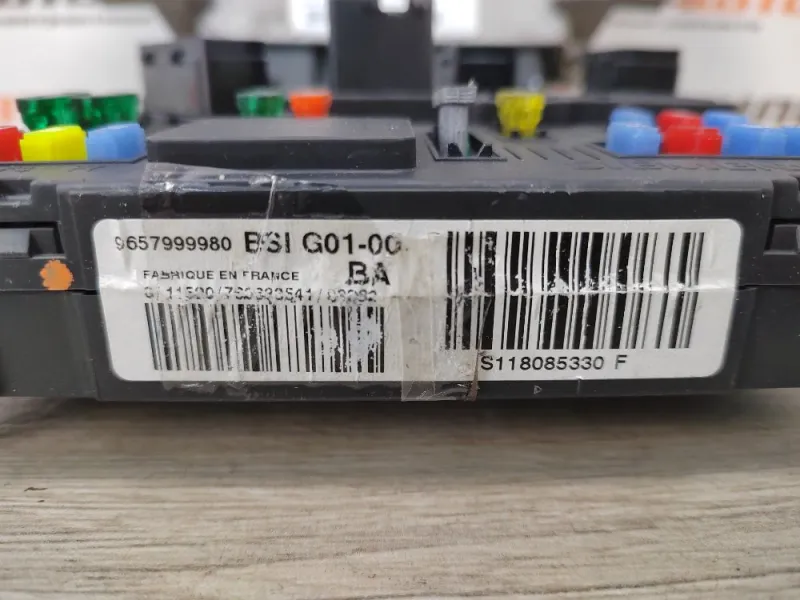 9657999980 BSI G01-00
BA
FABRIQUE EN FRANCE
S118085330 F